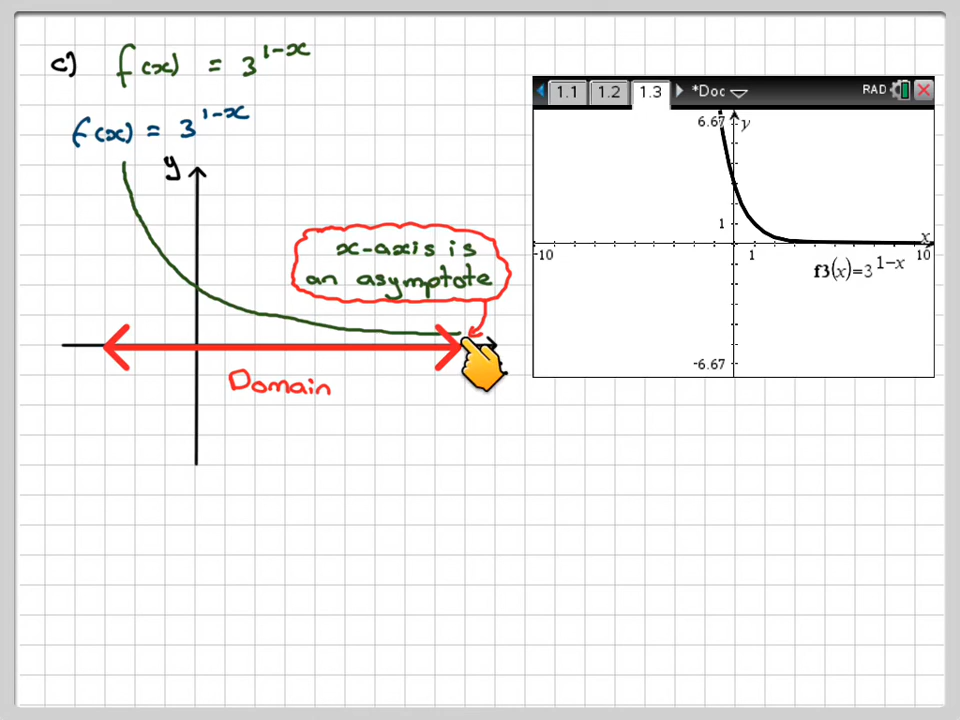 c) f(x) = 3^{1-x}
f(x) = 3^{1-x}
y
x-axis is
an asymptote
Domain
1.1 1.2 1.3 *Doc RAD
6.67 y
1
x
-10 1 10
f3(x)=3^{1-x}
-6.67